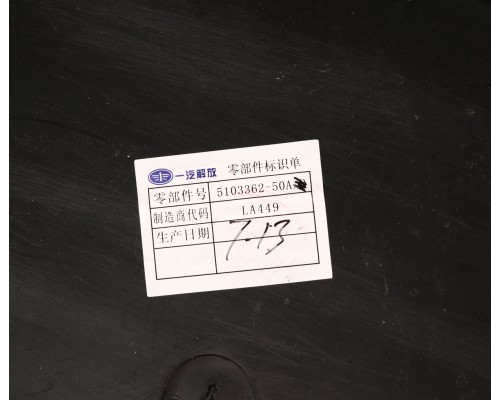 一汽解放 零部件标识单
零部件号 5103362-50A
制造商代码 LA449
生产日期 7-13